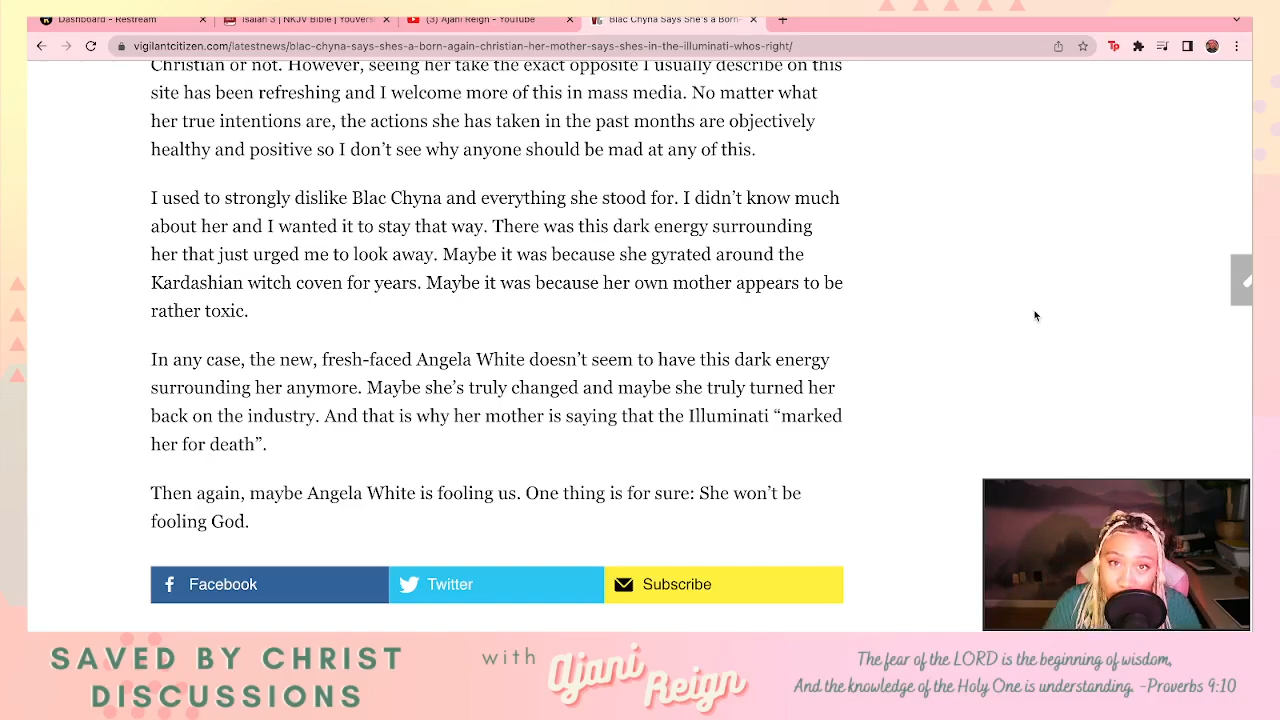 Dashboard - Restream
Isaiah 3 | NKJV Bible | YouVers
(3) Ajani Reign - YouTube
Blac Chyna Says She's a Born-
vigilantcitizen.com/latestnews/blac-chyna-says-shes-a-born-again-christian-her-mother-says-shes-in-the-illuminati-whos-right/
Christian or not. However, seeing her take the exact opposite I usually describe on this
site has been refreshing and I welcome more of this in mass media. No matter what
her true intentions are, the actions she has taken in the past months are objectively
healthy and positive so I don't see why anyone should be mad at any of this.
I used to strongly dislike Blac Chyna and everything she stood for. I didn't know much
about her and I wanted it to stay that way. There was this dark energy surrounding
her that just urged me to look away. Maybe it was because she gyrated around the
Kardashian witch coven for years. Maybe it was because her own mother appears to be
rather toxic.
In any case, the new, fresh-faced Angela White doesn't seem to have this dark energy
surrounding her anymore. Maybe she's truly changed and maybe she truly turned her
back on the industry. And that is why her mother is saying that the Illuminati “marked
her for death”.
Then again, maybe Angela White is fooling us. One thing is for sure: She won't be
fooling God.
Facebook
Twitter
Subscribe
SAVED BY CHRIST
DISCUSSIONS
with
Ajani
Reign
The fear of the LORD is the beginning of wisdom,
And the knowledge of the Holy One is understanding. -Proverbs 9:10